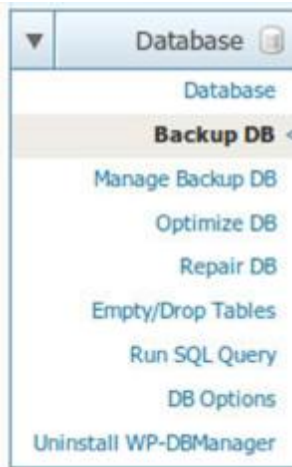 Database
Database
Backup DB
Manage Backup DB
Optimize DB
Repair DB
Empty/Drop Tables
Run SQL Query
DB Options
Uninstall WP-DBManager